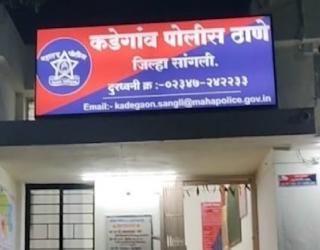 कडेगांव पोलीस ठाणे
जिल्हा सांगली.
दुरध्वनी क्र :-०२३४७-२४२२३३
Email:- kadegaon.sangli@mahapolice.gov.in